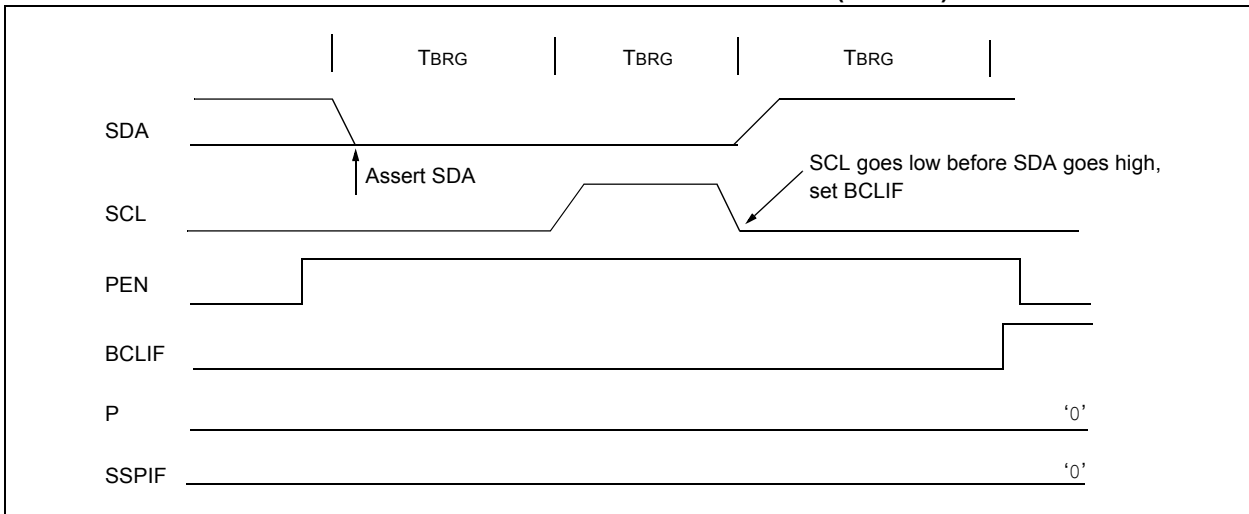 TBRG TBRG TBRG
SDA
Assert SDA
SCL goes low before SDA goes high,
set BCLIF
SCL
PEN
BCLIF
P ‘0’
SSPIF ‘0’